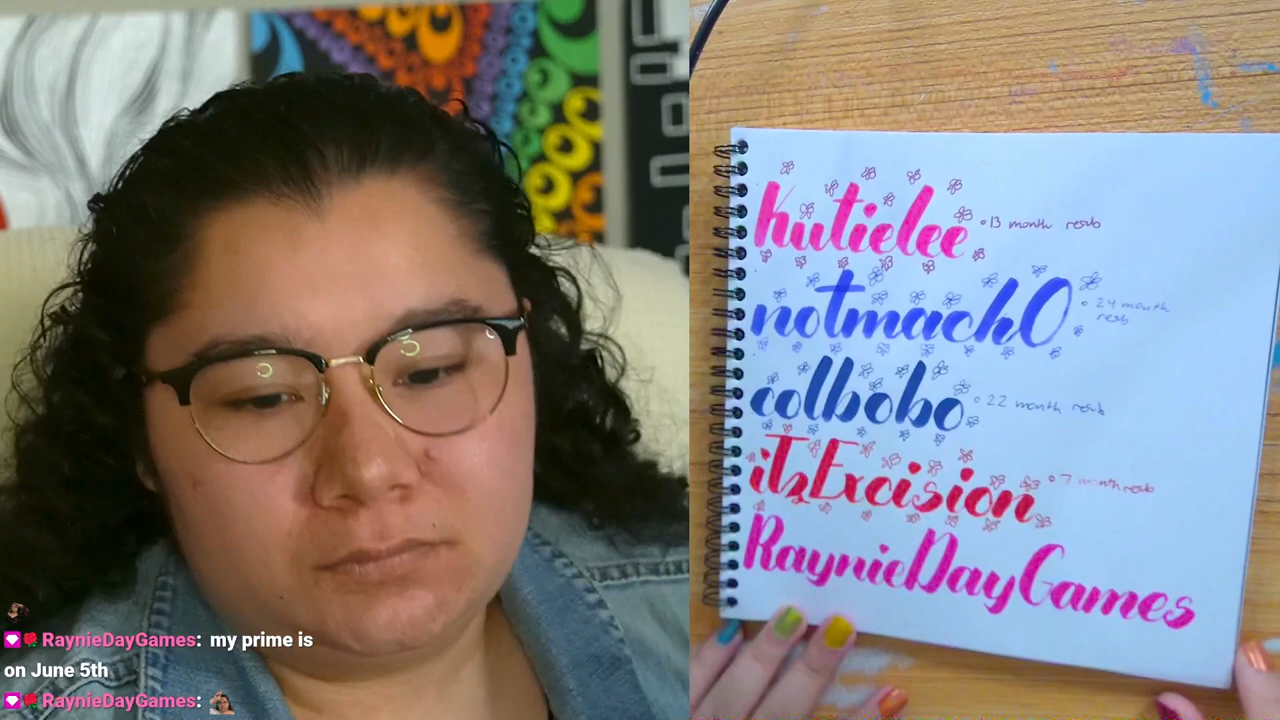 RaynieDayGames: my prime is
on June 5th
RaynieDayGames:
Kutielee
13 month resub
notmach0
24 month
resub
colbobo
22 month resub
itzExcision
7 month resub
RaynieDayGames